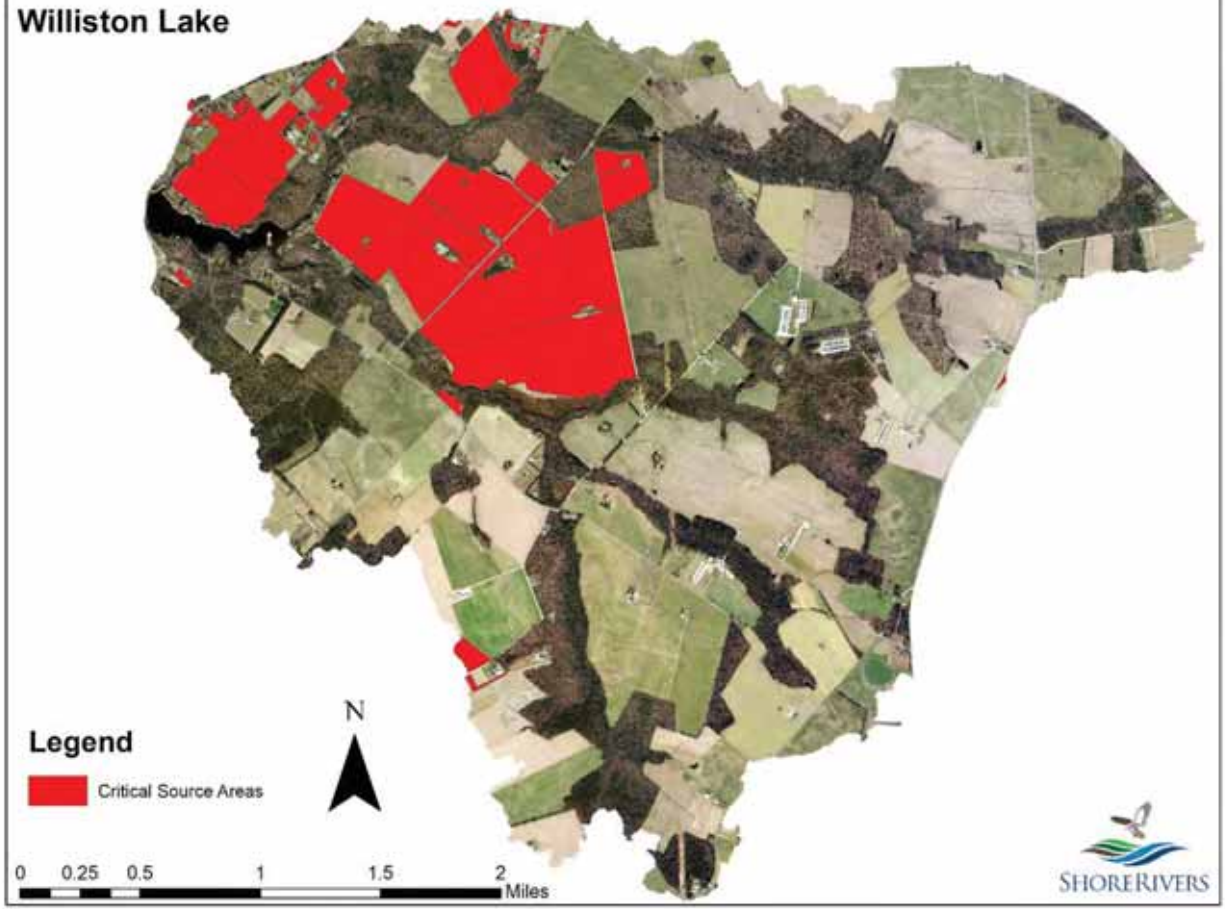 Williston Lake
N
Legend
Critical Source Areas
0 0.25 0.5 1 1.5 2 Miles
SHORERIVERS